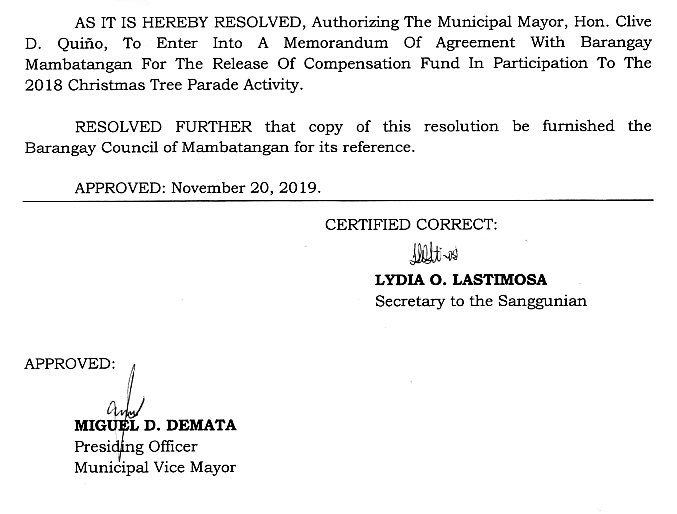 AS IT IS HEREBY RESOLVED, Authorizing The Municipal Mayor, Hon. Clive
D. Quiño, To Enter Into A Memorandum Of Agreement With Barangay
Mambatangan For The Release Of Compensation Fund In Participation To The
2018 Christmas Tree Parade Activity.
RESOLVED FURTHER that copy of this resolution be furnished the
Barangay Council of Mambatangan for its reference.
APPROVED: November 20, 2019.
CERTIFIED CORRECT:
LYDIA O. LASTIMOSA
Secretary to the Sanggunian
APPROVED:
MIGUEL D. DEMATA
Presiding Officer
Municipal Vice Mayor